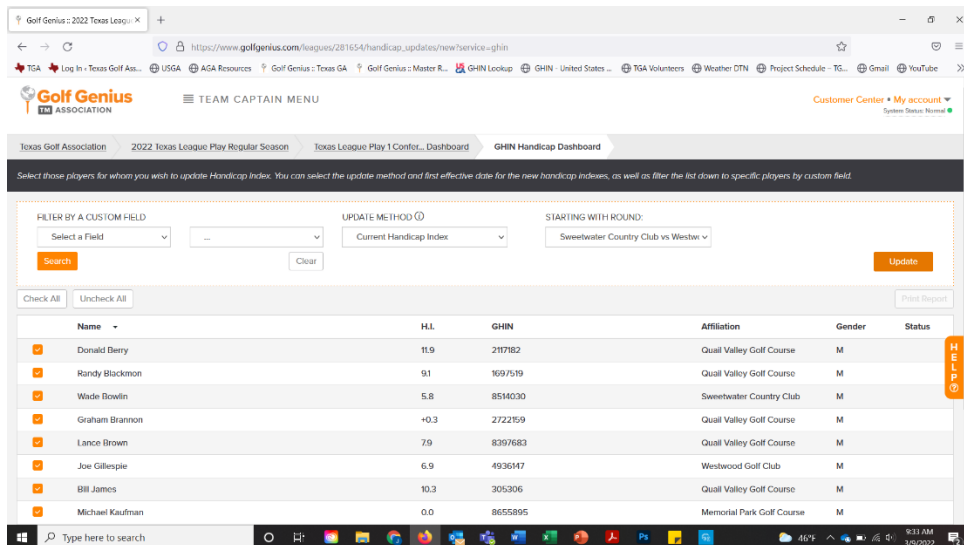 Golf Genius :: 2022 Texas Leagu
https://www.golfgenius.com/leagues/281654/handicap_updates/new?service=ghin
TGA Log In ‹ Texas Golf Ass... USGA AGA Resources Golf Genius :: Texas GA Golf Genius :: Master R... GHIN Lookup GHIN - United States ... TGA Volunteers Weather DTN Project Schedule – TG... Gmail YouTube
Golf Genius
TM ASSOCIATION
TEAM CAPTAIN MENU
Customer Center • My account
System Status: Normal
Texas Golf Association 2022 Texas League Play Regular Season Texas League Play 1 Confer... Dashboard GHIN Handicap Dashboard
Select those players for whom you wish to update Handicap Index. You can select the update method and first effective date for the new handicap indexes, as well as filter the list down to specific players by custom field.
FILTER BY A CUSTOM FIELD UPDATE METHOD STARTING WITH ROUND:
Select a Field ... Current Handicap Index Sweetwater Country Club vs Westw
Search Clear Update
Check All Uncheck All Print Report
Name H.I. GHIN Affiliation Gender Status
Donald Berry 11.9 2117182 Quail Valley Golf Course M
Randy Blackmon 9.1 1697519 Quail Valley Golf Course M
Wade Bowlin 5.8 8514030 Sweetwater Country Club M
Graham Brannon +0.3 2722159 Quail Valley Golf Course M
Lance Brown 7.9 8397683 Quail Valley Golf Course M
Joe Gillespie 6.9 4936147 Westwood Golf Club M
Bill James 10.3 305306 Quail Valley Golf Course M
Michael Kaufman 0.0 8655895 Memorial Park Golf Course M
HELP?
Type here to search 46°F 9:33 AM
3/9/2022